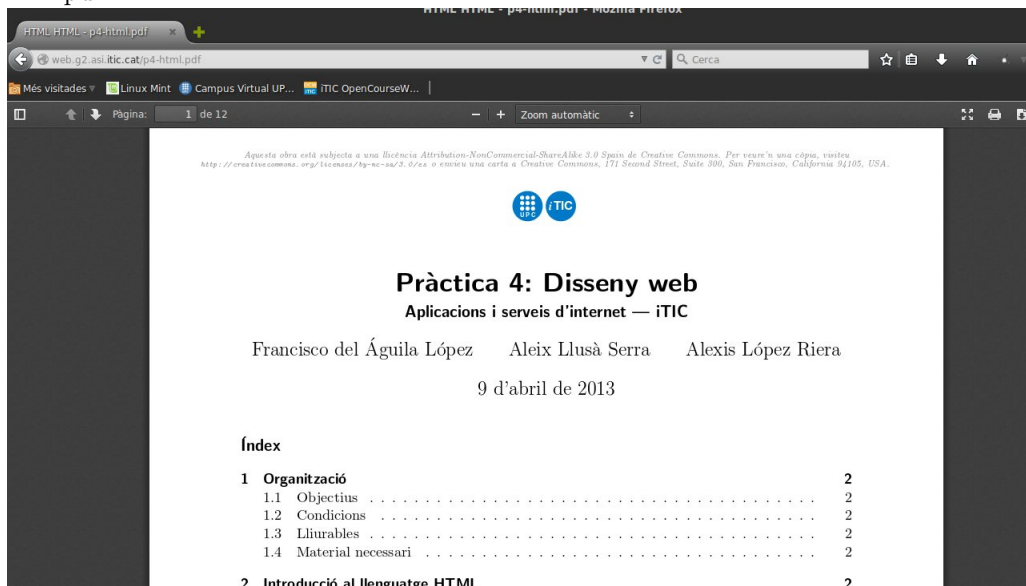 HTML HTML - p4-html.pdf - Mozilla Firefox
HTML HTML - p4-html.pdf ×
web.g2.asi.itic.cat/p4-html.pdf Cerca
Més visitades Linux Mint Campus Virtual UP... iTIC OpenCourseW...
Pàgina: 1 de 12 − + Zoom automàtic
Aquesta obra està subjecta a una llicència Attribution-NonCommercial-ShareAlike 3.0 Spain de Creative Commons. Per veure'n una còpia, visiteu
http://creativecommons.org/licenses/by-nc-sa/3.0/es o envieu una carta a Creative Commons, 171 Second Street, Suite 300, San Francisco, California 94105, USA.
UPC iTIC
Pràctica 4: Disseny web
Aplicacions i serveis d'internet — iTIC
Francisco del Águila López Aleix Llusà Serra Alexis López Riera
9 d'abril de 2013
Índex
1 Organització 2
1.1 Objectius . . . . . . . . . . . . . . . . . . . . . . . . . . . . . . . . 2
1.2 Condicions . . . . . . . . . . . . . . . . . . . . . . . . . . . . . . . . 2
1.3 Lliurables . . . . . . . . . . . . . . . . . . . . . . . . . . . . . . . . 2
1.4 Material necessari . . . . . . . . . . . . . . . . . . . . . . . . . . . . 2
2 Introducció al llenguatge HTML 2